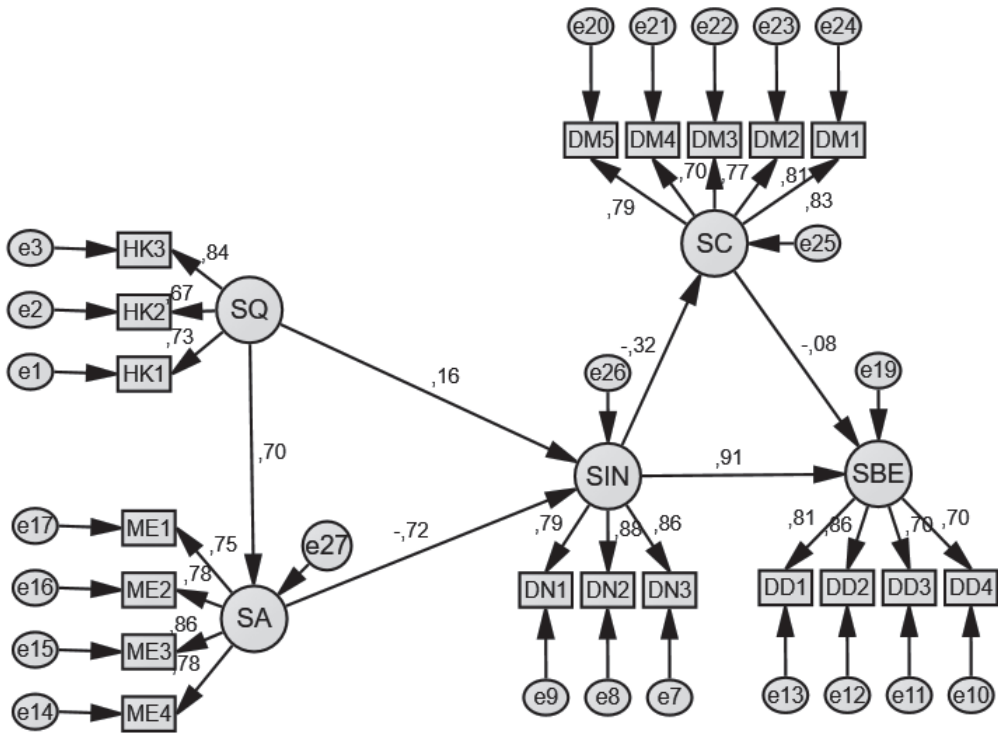 e20 e21 e22 e23 e24
DM5 DM4 DM3 DM2 DM1
,79 ,70 ,77 ,81 ,83
SC e25
e3 HK3 ,84
e2 HK2 ,67 SQ
e1 HK1 ,73
,16
,70
-,32
-,08
e26 e19
SIN ,91 SBE
-,72
e17 ME1 ,75 e27
e16 ME2 ,78
SA
e15 ME3 ,86
e14 ME4 ,78
,79 ,88 ,86
DN1 DN2 DN3
e9 e8 e7
,81 ,86 ,70 ,70
DD1 DD2 DD3 DD4
e13 e12 e11 e10